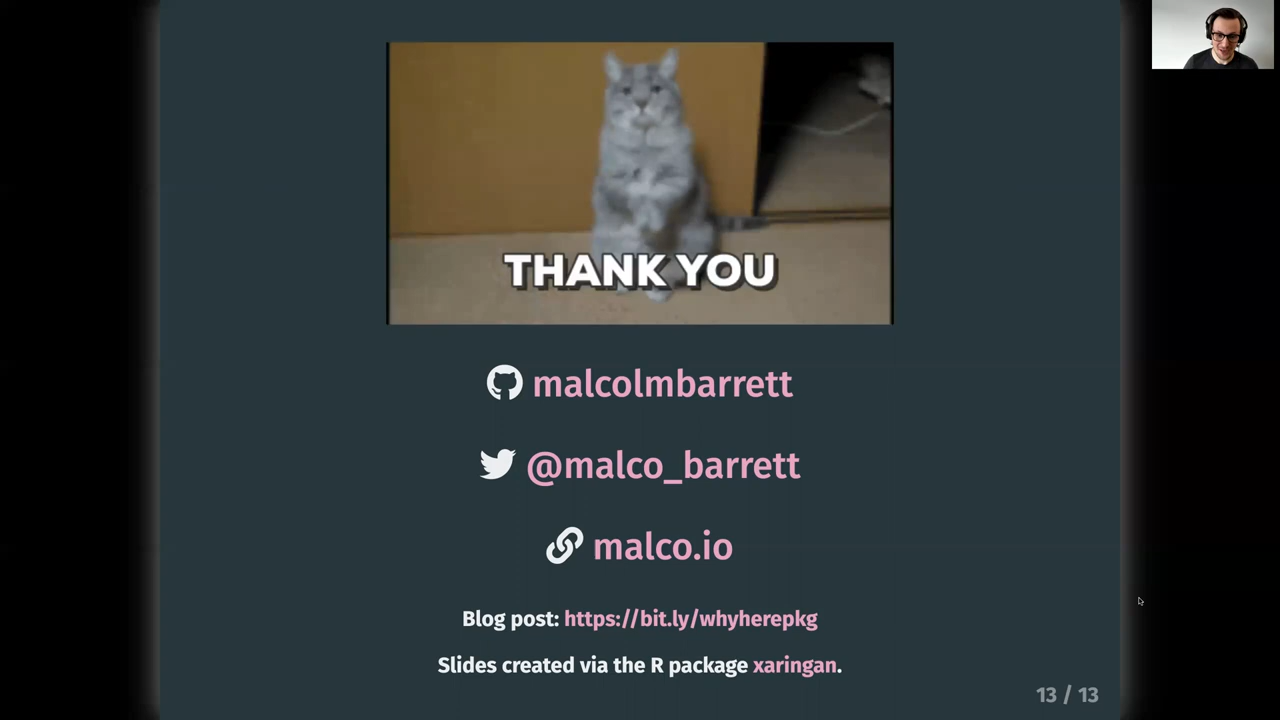 THANK YOU
malcolmbarrett
@malco_barrett
malco.io
Blog post: https://bit.ly/whyherepkg
Slides created via the R package xaringan.
13 / 13